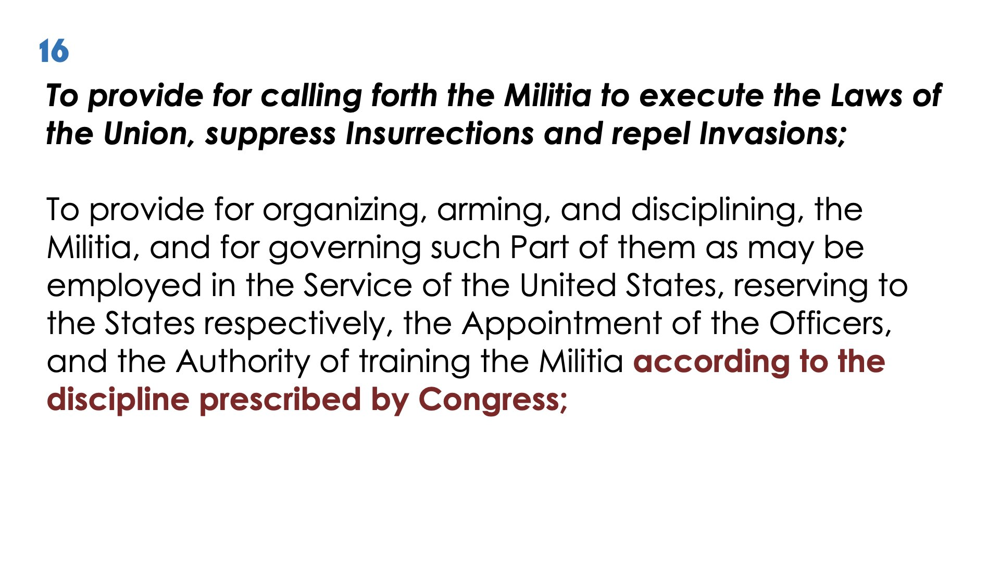 16
To provide for calling forth the Militia to execute the Laws of
the Union, suppress Insurrections and repel Invasions;
To provide for organizing, arming, and disciplining, the
Militia, and for governing such Part of them as may be
employed in the Service of the United States, reserving to
the States respectively, the Appointment of the Officers,
and the Authority of training the Militia according to the
discipline prescribed by Congress;